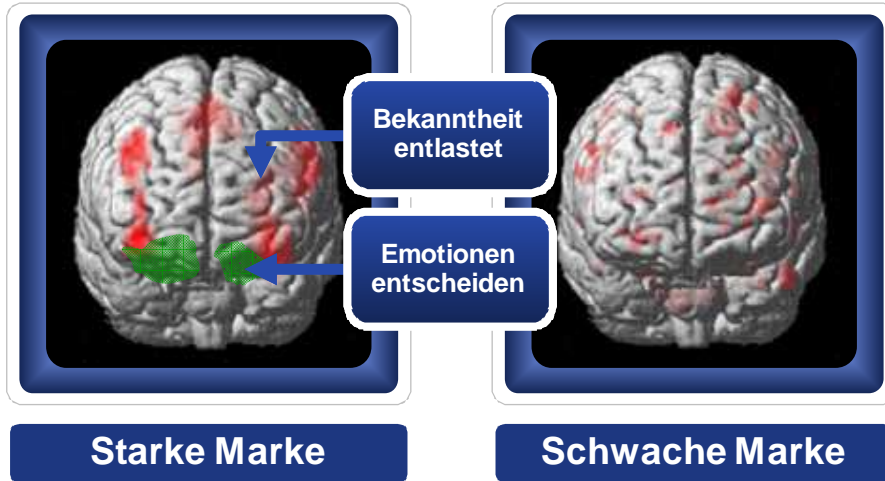 Bekanntheit
entlastet
Emotionen
entscheiden
Starke Marke
Schwache Marke